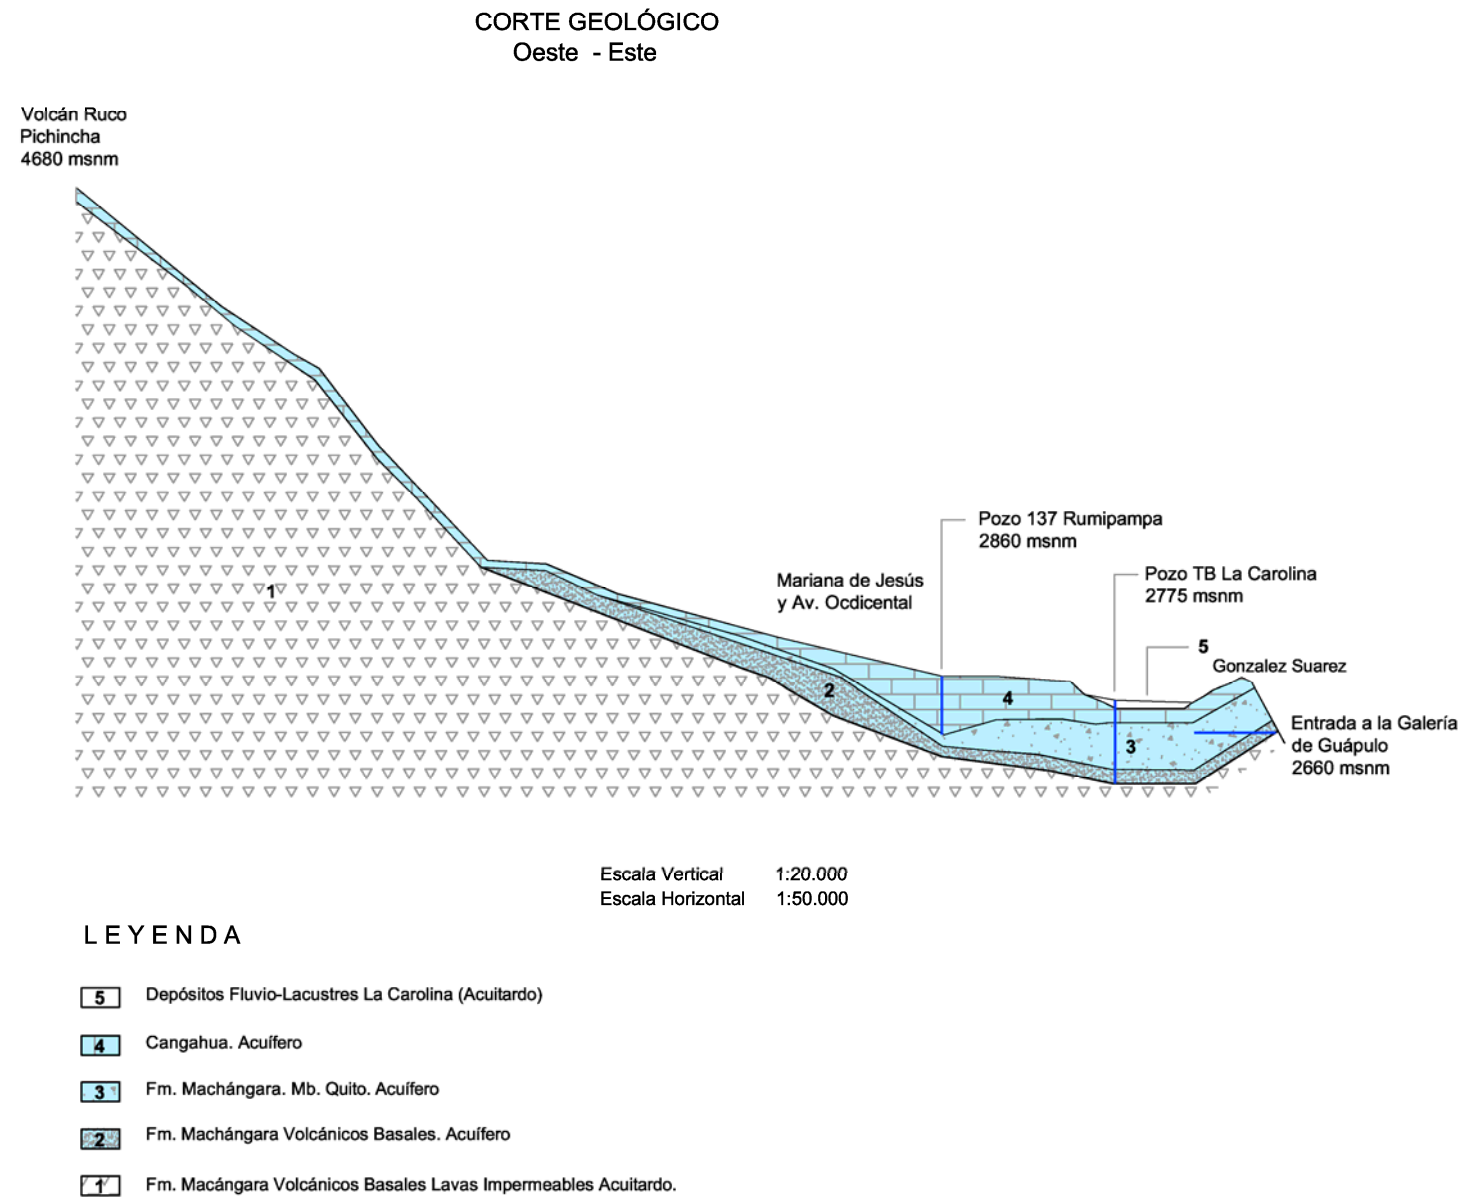 CORTE GEOLÓGICO
Oeste - Este
Volcán Ruco
Pichincha
4680 msnm
Pozo 137 Rumipampa
2860 msnm
Mariana de Jesús
y Av. Ocdicental
Pozo TB La Carolina
2775 msnm
5
Gonzalez Suarez
1
2
4
3
Entrada a la Galería
de Guápulo
2660 msnm
Escala Vertical 1:20.000
Escala Horizontal 1:50.000
LEYENDA
5 Depósitos Fluvio-Lacustres La Carolina (Acuitardo)
4 Cangahua. Acuífero
3 Fm. Machángara. Mb. Quito. Acuífero
2 Fm. Machángara Volcánicos Basales. Acuífero
1 Fm. Macángara Volcánicos Basales Lavas Impermeables Acuitardo.